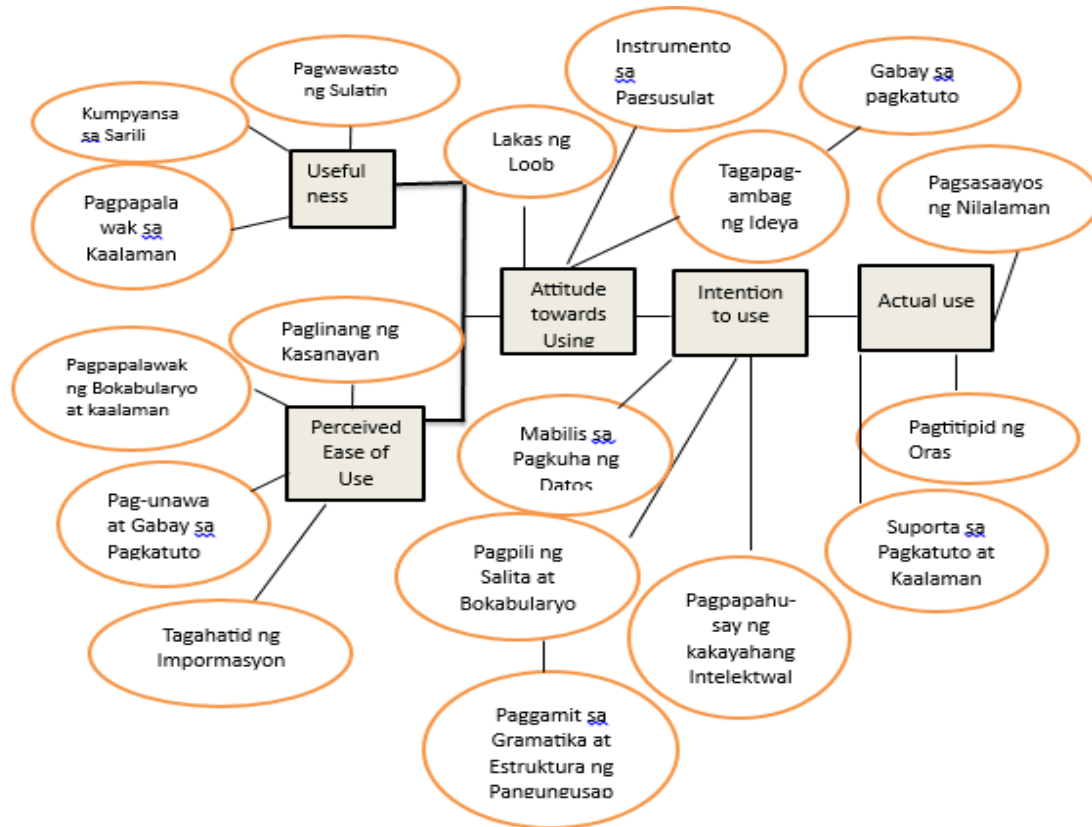 Pagwawasto
ng Sulatin
Instrumento
sa
Pagsusulat
Gabay sa
pagkatuto
Kumpyansa
sa Sarili
Lakas ng
Loob
Useful
ness
Tagapag-
ambag
ng Ideya
Pagsasaayos
ng Nilalaman
Pagpapala
wak sa
Kaalaman
Attitude
towards
Using
Intention
to use
Actual use
Paglinang ng
Kasanayan
Pagpapalawak
ng Bokabularyo
at kaalaman
Perceived
Ease of
Use
Mabilis sa
Pagkuha ng
Datos
Pagtitipid ng
Oras
Pag-unawa
at Gabay sa
Pagkatuto
Suporta sa
Pagkatuto at
Kaalaman
Pagpili ng
Salita at
Bokabularyo
Pagpapahu-
say ng
kakayahang
Intelektwal
Tagahatid ng
Impormasyon
Paggamit sa
Gramatika at
Estruktura ng
Pangungusap